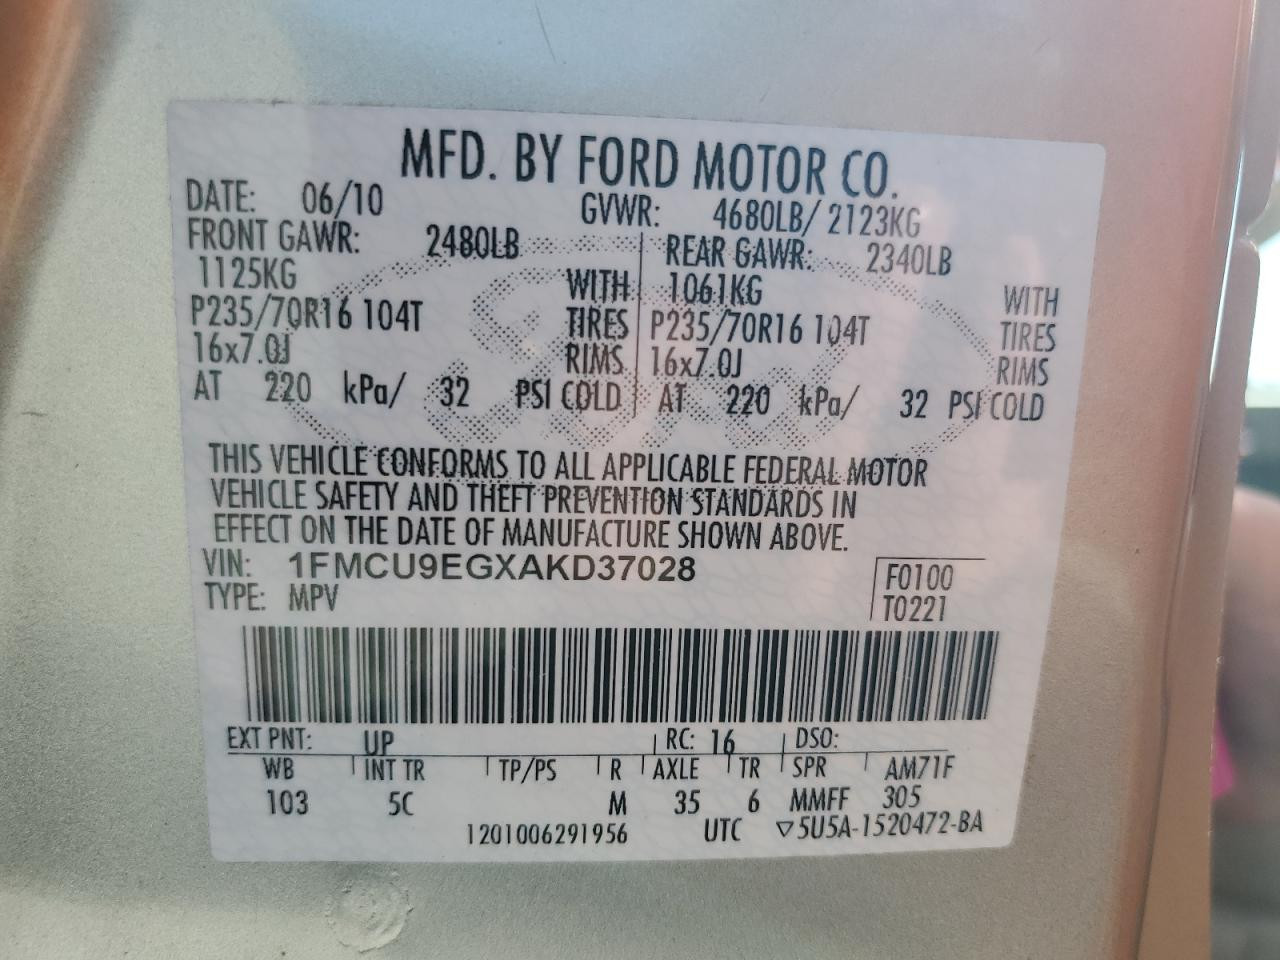 MFD. BY FORD MOTOR CO.
DATE: 06/10 GVWR: 4680LB/ 2123KG
FRONT GAWR: 2480LB REAR GAWR: 2340LB
1125KG WITH 1061KG WITH
P235/70R16 104T TIRES P235/70R16 104T TIRES
16x7.0J RIMS 16x7.0J RIMS
AT 220 kPa/ 32 PSI COLD AT 220 kPa/ 32 PSI COLD
THIS VEHICLE CONFORMS TO ALL APPLICABLE FEDERAL MOTOR
VEHICLE SAFETY AND THEFT PREVENTION STANDARDS IN
EFFECT ON THE DATE OF MANUFACTURE SHOWN ABOVE.
VIN: 1FMCU9EGXAKD37028 F0100
TYPE: MPV T0221
EXT PNT: UP RC: 16 DSO:
WB INT TR TP/PS R AXLE TR SPR AM71F
103 5C M 35 6 MMFF 305
1201006291956 UTC ▽5U5A-1520472-BA